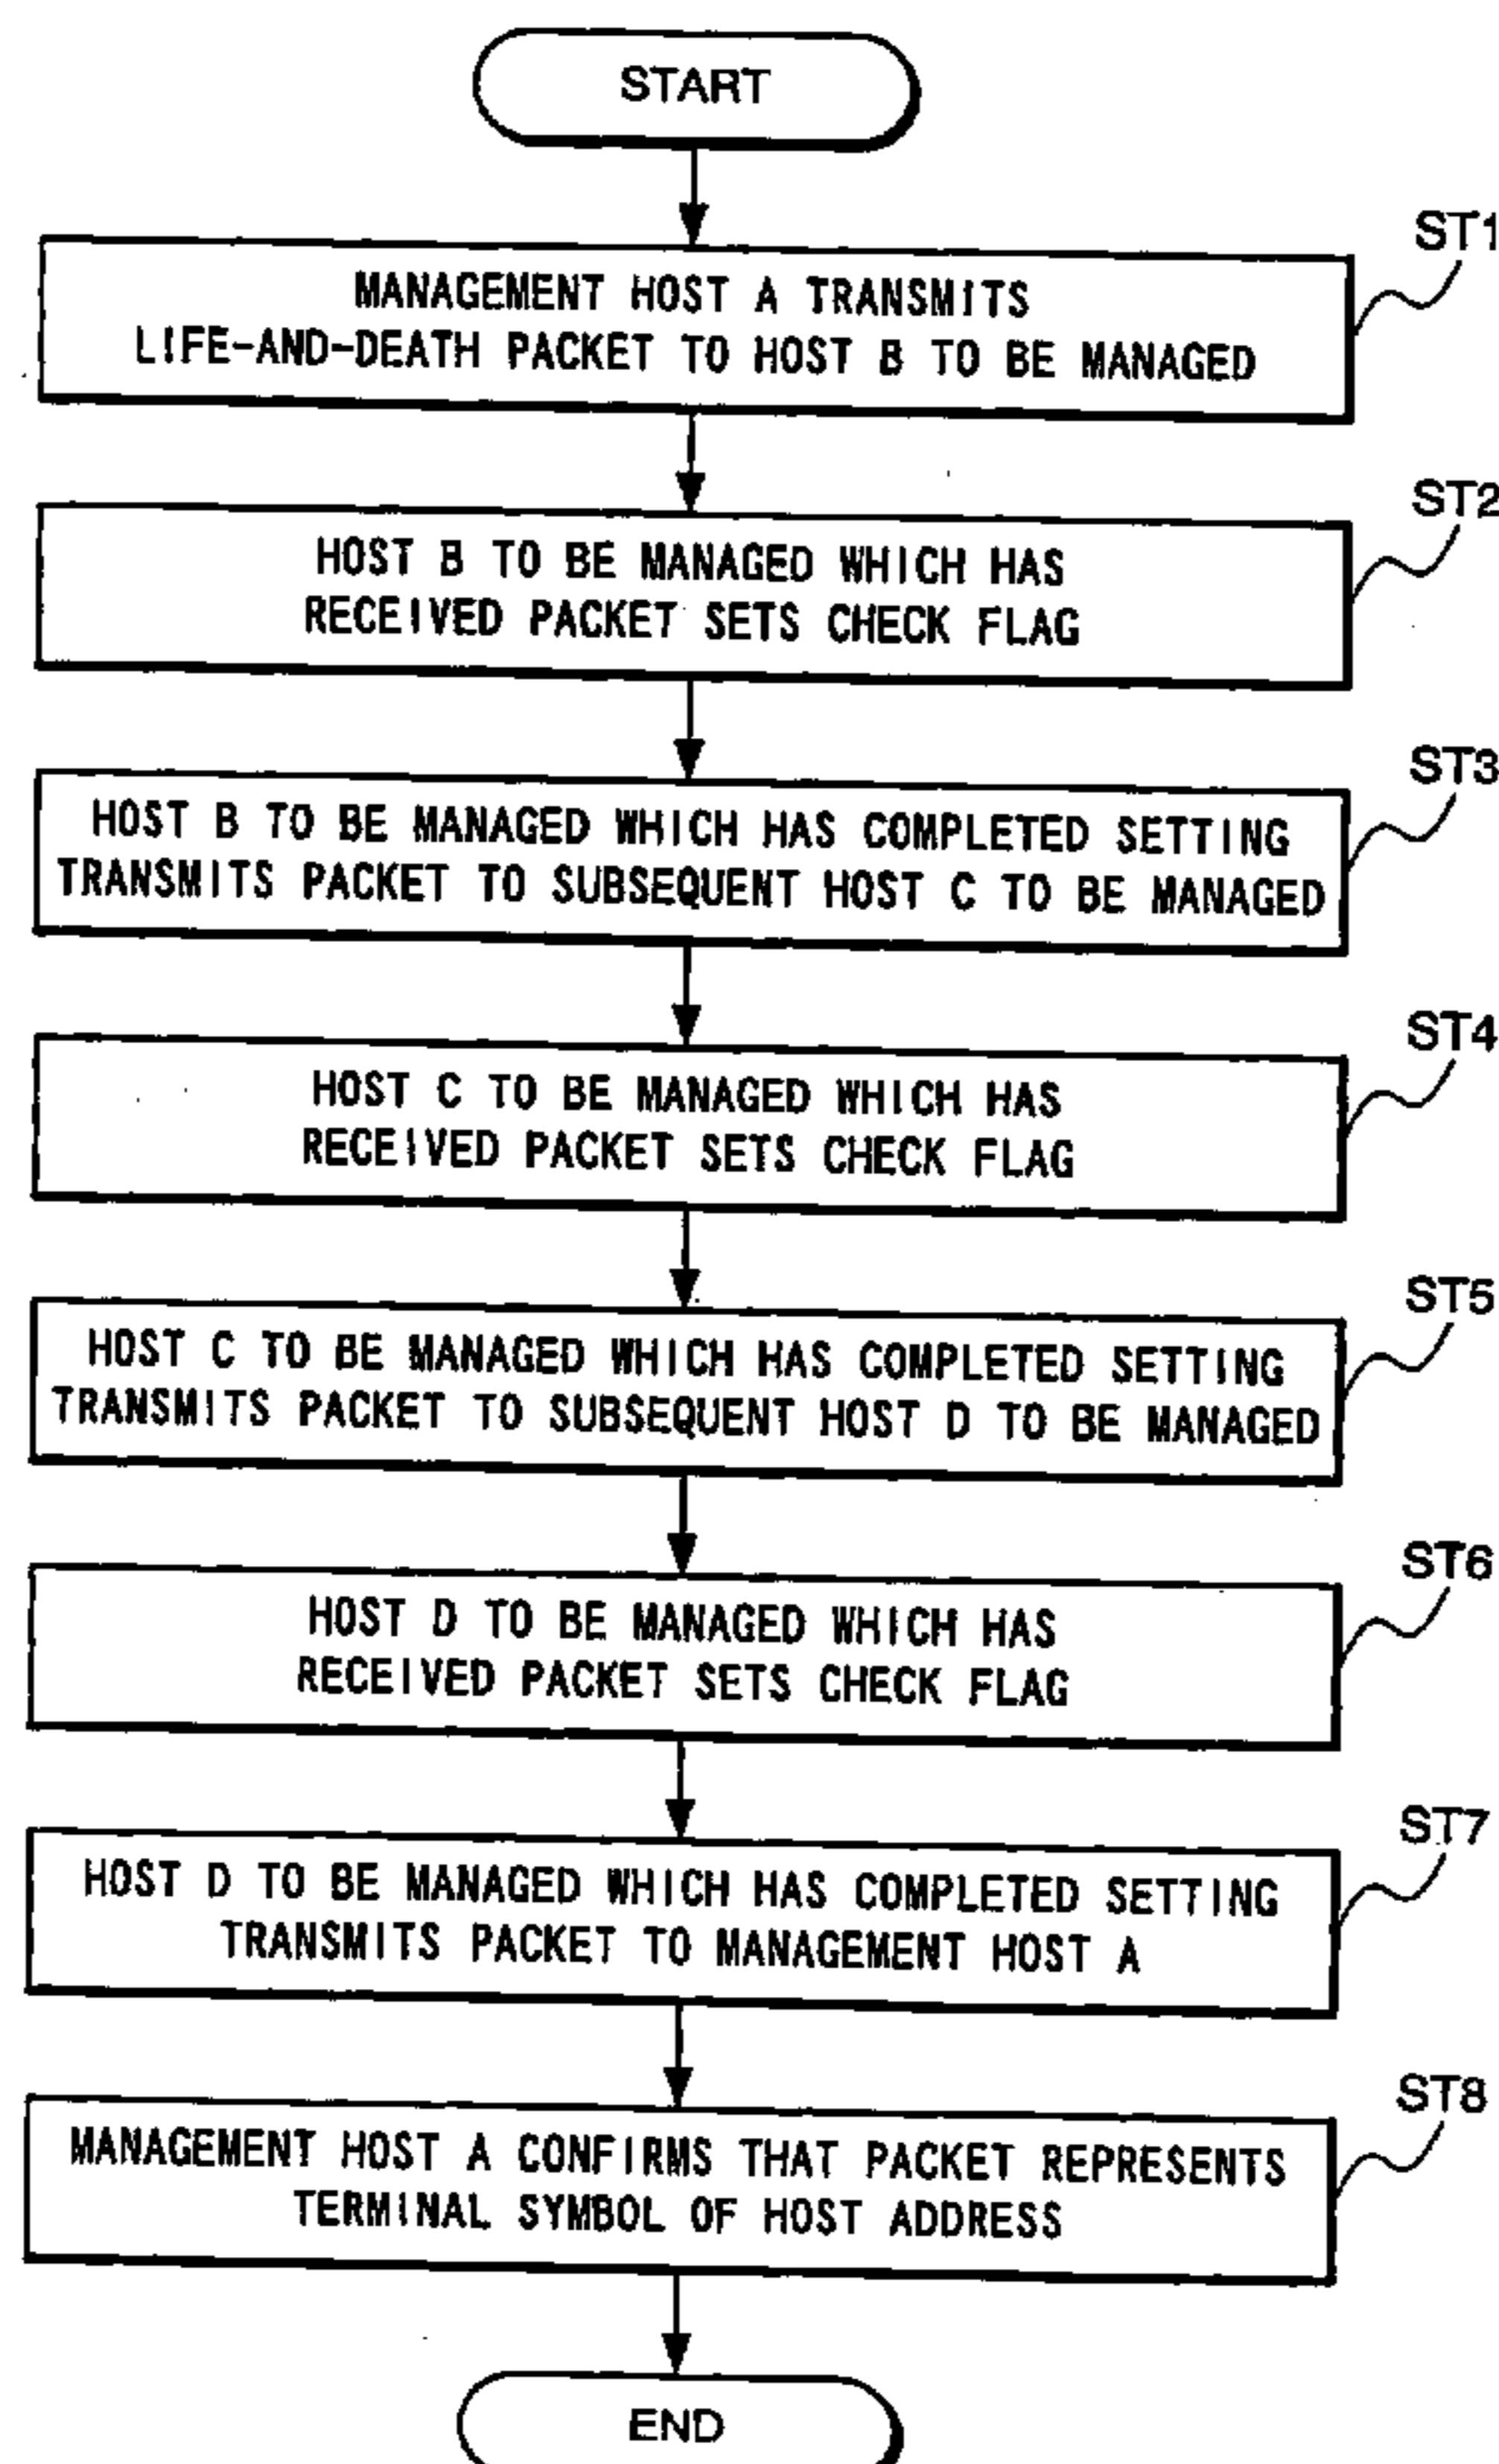 START
ST1
MANAGEMENT HOST A TRANSMITS
LIFE-AND-DEATH PACKET TO HOST B TO BE MANAGED
ST2
HOST B TO BE MANAGED WHICH HAS
RECEIVED PACKET SETS CHECK FLAG
ST3
HOST B TO BE MANAGED WHICH HAS COMPLETED SETTING
TRANSMITS PACKET TO SUBSEQUENT HOST C TO BE MANAGED
ST4
HOST C TO BE MANAGED WHICH HAS
RECEIVED PACKET SETS CHECK FLAG
ST5
HOST C TO BE MANAGED WHICH HAS COMPLETED SETTING
TRANSMITS PACKET TO SUBSEQUENT HOST D TO BE MANAGED
ST6
HOST D TO BE MANAGED WHICH HAS
RECEIVED PACKET SETS CHECK FLAG
ST7
HOST D TO BE MANAGED WHICH HAS COMPLETED SETTING
TRANSMITS PACKET TO MANAGEMENT HOST A
ST8
MANAGEMENT HOST A CONFIRMS THAT PACKET REPRESENTS
TERMINAL SYMBOL OF HOST ADDRESS
END